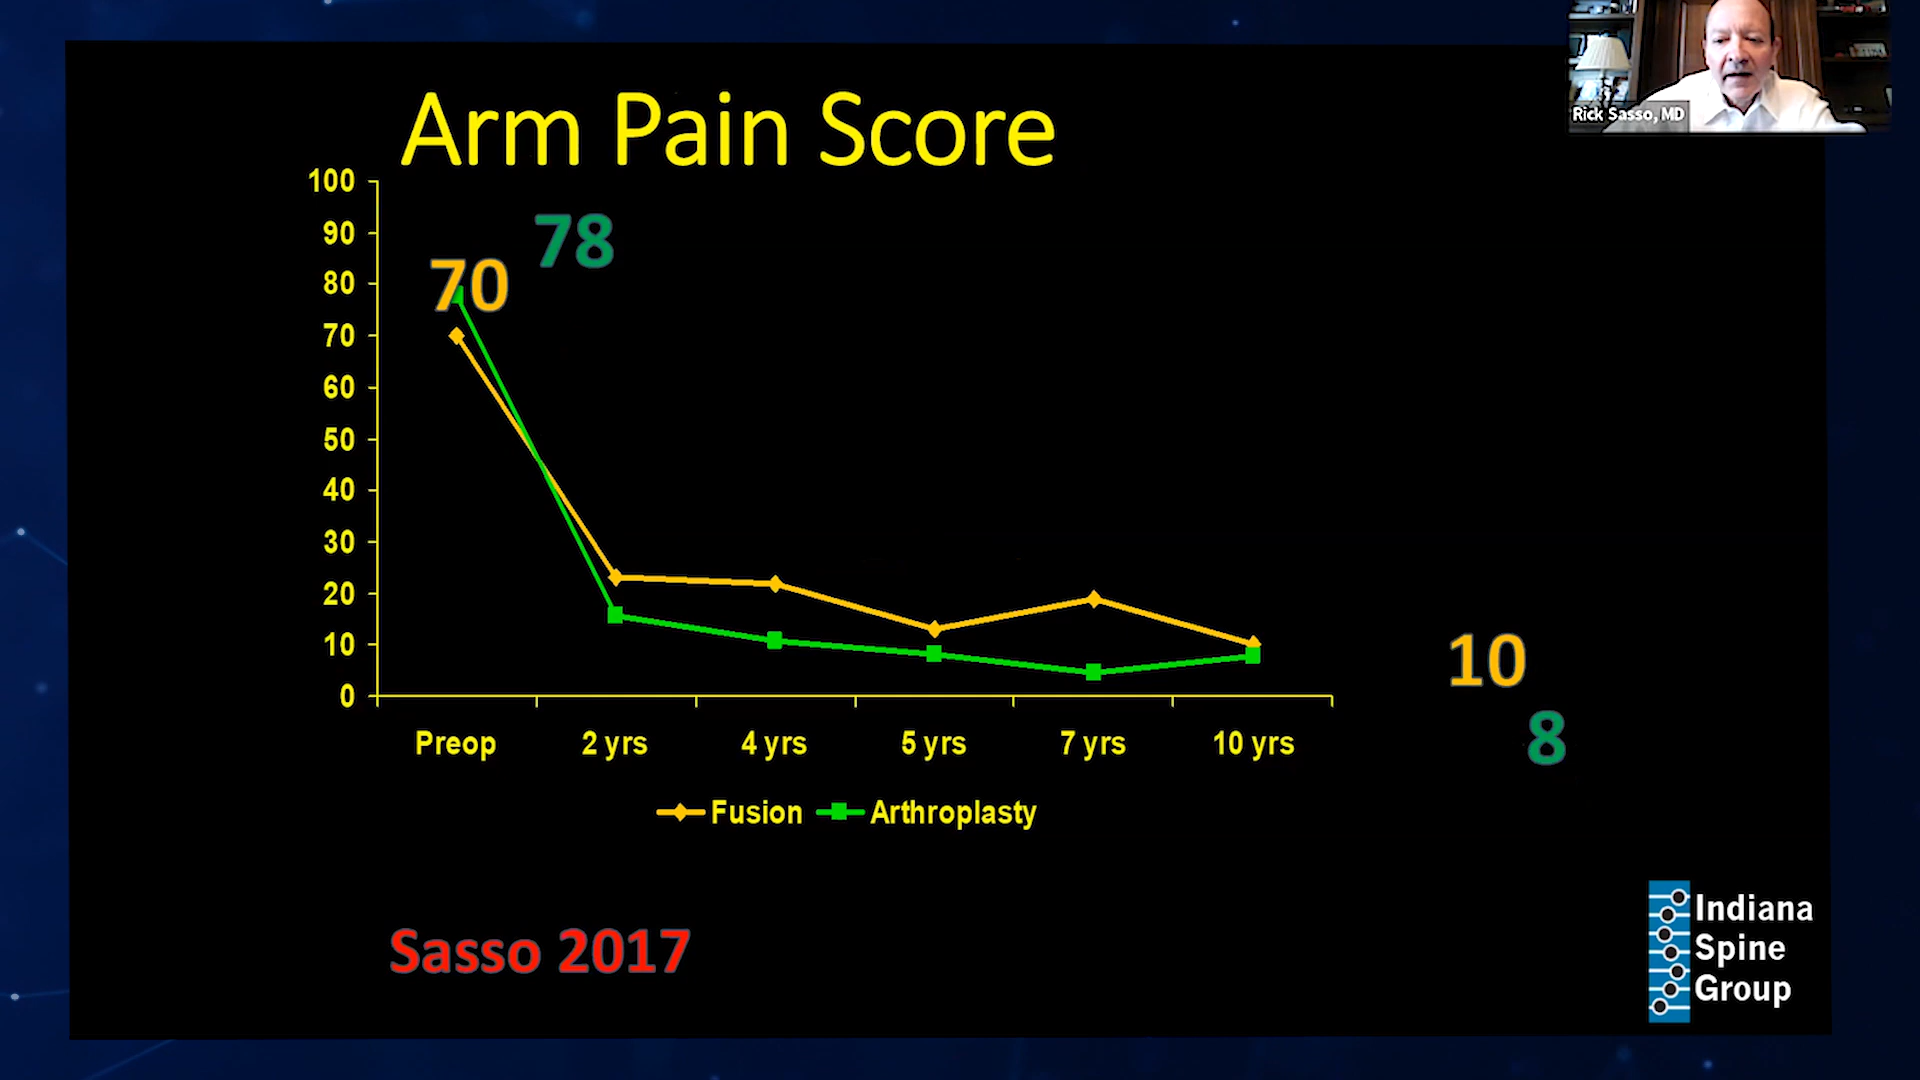 Rick Sasso, MD
Arm Pain Score
100
90
80
70
60
50
40
30
20
10
0
78
70
10
8
Preop 2 yrs 4 yrs 5 yrs 7 yrs 10 yrs
Fusion Arthroplasty
Sasso 2017
Indiana
Spine
Group